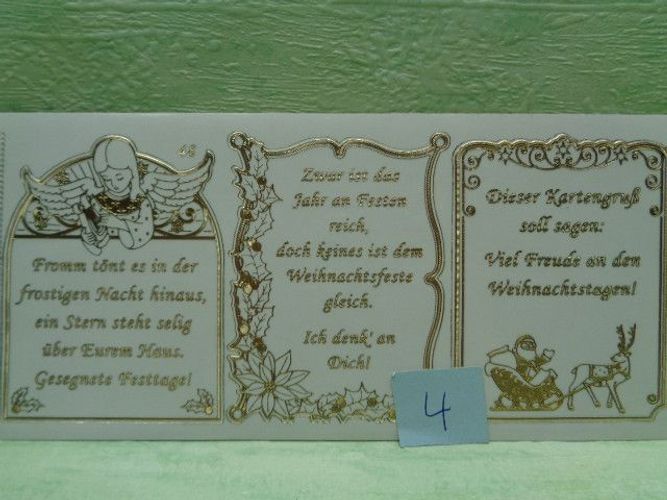 48
Fromm tönt es in der
frostigen Nacht hinaus,
ein Stern steht selig
über Eurem Haus.
Gesegnete Festtage!
Zwar ist das
Jahr an Festen
reich,
doch keines ist dem
Weihnachtsfeste
gleich.
Ich denk' an
Dich!
Dieser Kartengruß
soll sagen:
Viel Freude an den
Weihnachtstagen!
4